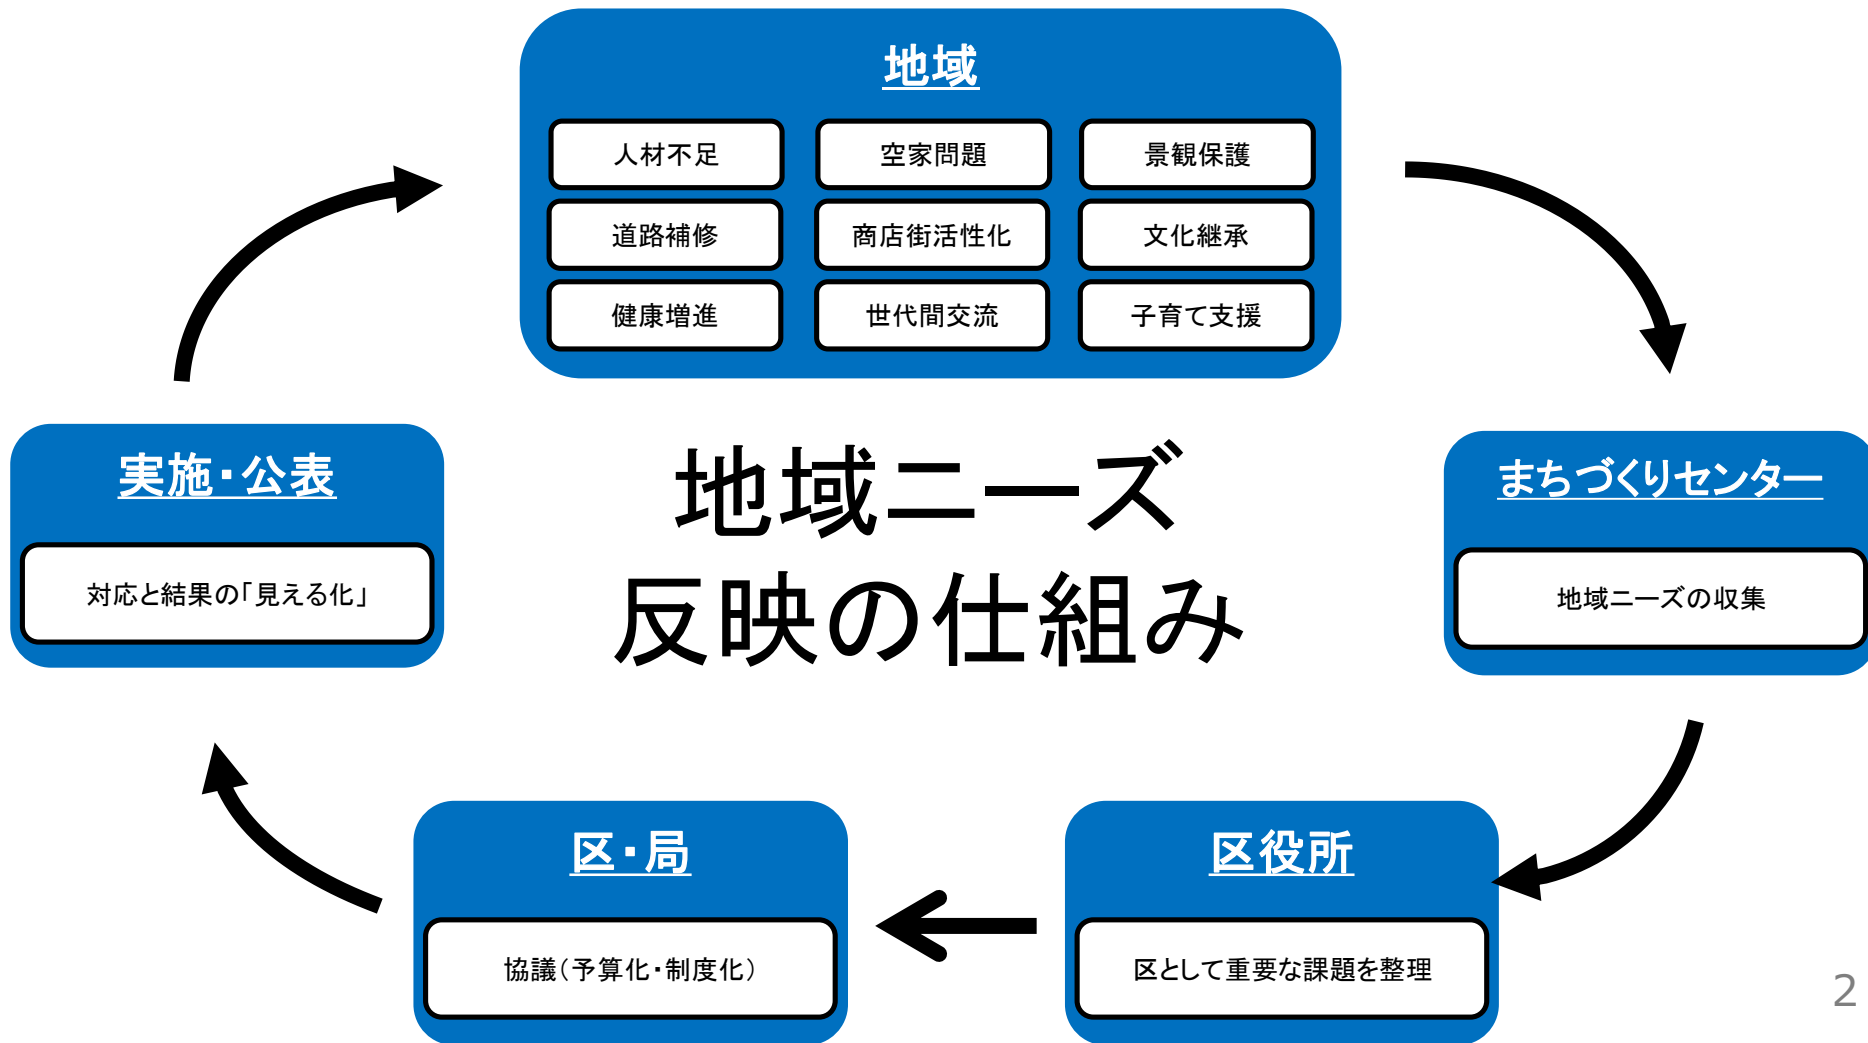 地域
人材不足
空家問題
景観保護
道路補修
商店街活性化
文化継承
健康増進
世代間交流
子育て支援
地域ニーズ
反映の仕組み
実施・公表
対応と結果の「見える化」
まちづくりセンター
地域ニーズの収集
区・局
協議(予算化・制度化)
区役所
区として重要な課題を整理
2